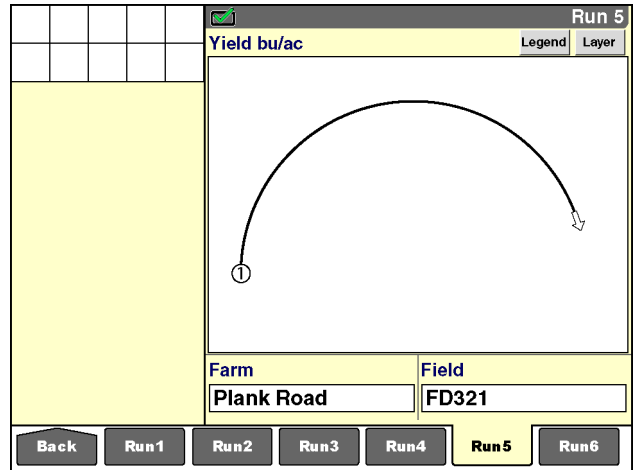 Run 5
Yield bu/ac
Legend Layer
①
Farm Field
Plank Road FD321
Back Run1 Run2 Run3 Run4 Run5 Run6